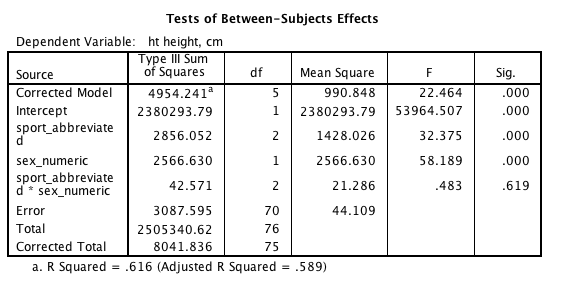 Tests of Between-Subjects Effects
Dependent Variable: ht height, cm
Source Type III Sum of Squares df Mean Square F Sig.
Corrected Model 4954.241a 5 990.848 22.464 .000
Intercept 2380293.79 1 2380293.79 53964.507 .000
sport_abbreviate
d 2856.052 2 1428.026 32.375 .000
sex_numeric 2566.630 1 2566.630 58.189 .000
sport_abbreviate
d * sex_numeric 42.571 2 21.286 .483 .619
Error 3087.595 70 44.109
Total 2505340.62 76
Corrected Total 8041.836 75
a. R Squared = .616 (Adjusted R Squared = .589)